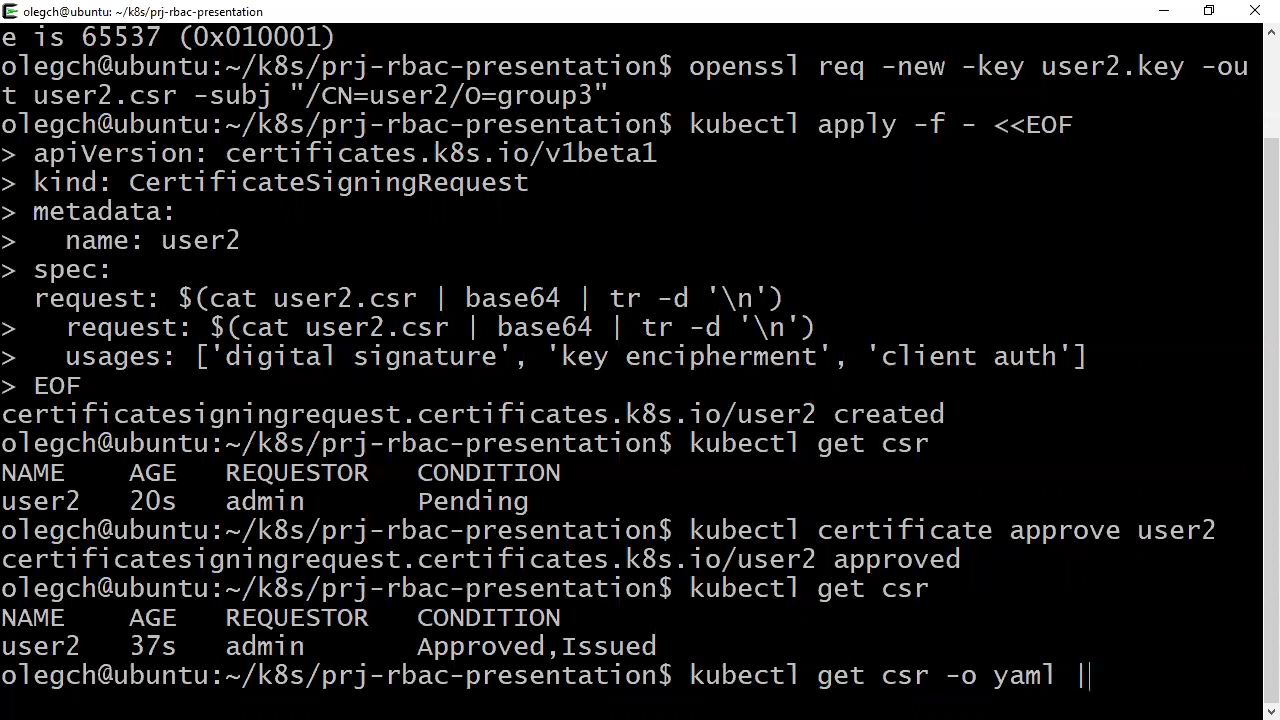 olegch@ubuntu: ~/k8s/prj-rbac-presentation
e is 65537 (0x010001)
olegch@ubuntu:~/k8s/prj-rbac-presentation$ openssl req -new -key user2.key -ou
t user2.csr -subj "/CN=user2/O=group3"
olegch@ubuntu:~/k8s/prj-rbac-presentation$ kubectl apply -f - <<EOF
> apiVersion: certificates.k8s.io/v1beta1
> kind: CertificateSigningRequest
> metadata:
>   name: user2
> spec:
  request: $(cat user2.csr | base64 | tr -d '\n')
>   request: $(cat user2.csr | base64 | tr -d '\n')
>   usages: ['digital signature', 'key encipherment', 'client auth']
> EOF
certificatesigningrequest.certificates.k8s.io/user2 created
olegch@ubuntu:~/k8s/prj-rbac-presentation$ kubectl get csr
NAME    AGE   REQUESTOR   CONDITION
user2   20s   admin       Pending
olegch@ubuntu:~/k8s/prj-rbac-presentation$ kubectl certificate approve user2
certificatesigningrequest.certificates.k8s.io/user2 approved
olegch@ubuntu:~/k8s/prj-rbac-presentation$ kubectl get csr
NAME    AGE   REQUESTOR   CONDITION
user2   37s   admin       Approved,Issued
olegch@ubuntu:~/k8s/prj-rbac-presentation$ kubectl get csr -o yaml |